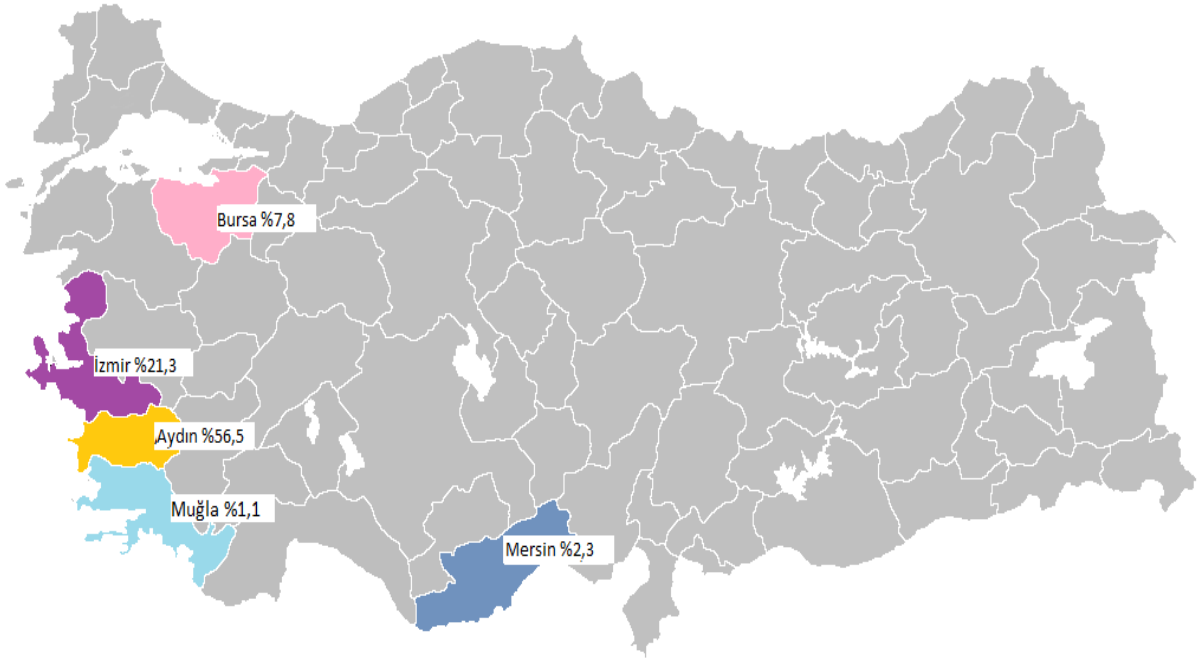 Bursa %7,8
İzmir %21,3
Aydın %56,5
Muğla %1,1
Mersin %2,3